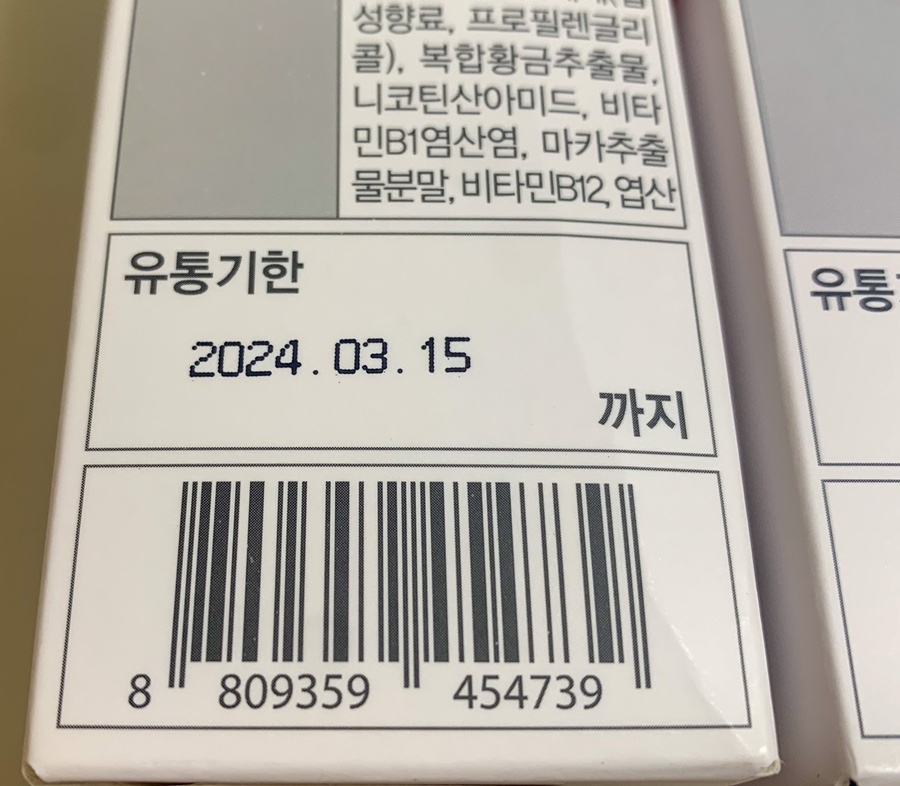 성향료, 프로필렌글리
콜), 복합황금추출물,
니코틴산아미드, 비타
민B1염산염, 마카추출
물분말, 비타민B12, 엽산
유통기한
2024.03.15
까지
8 809359 454739
유통